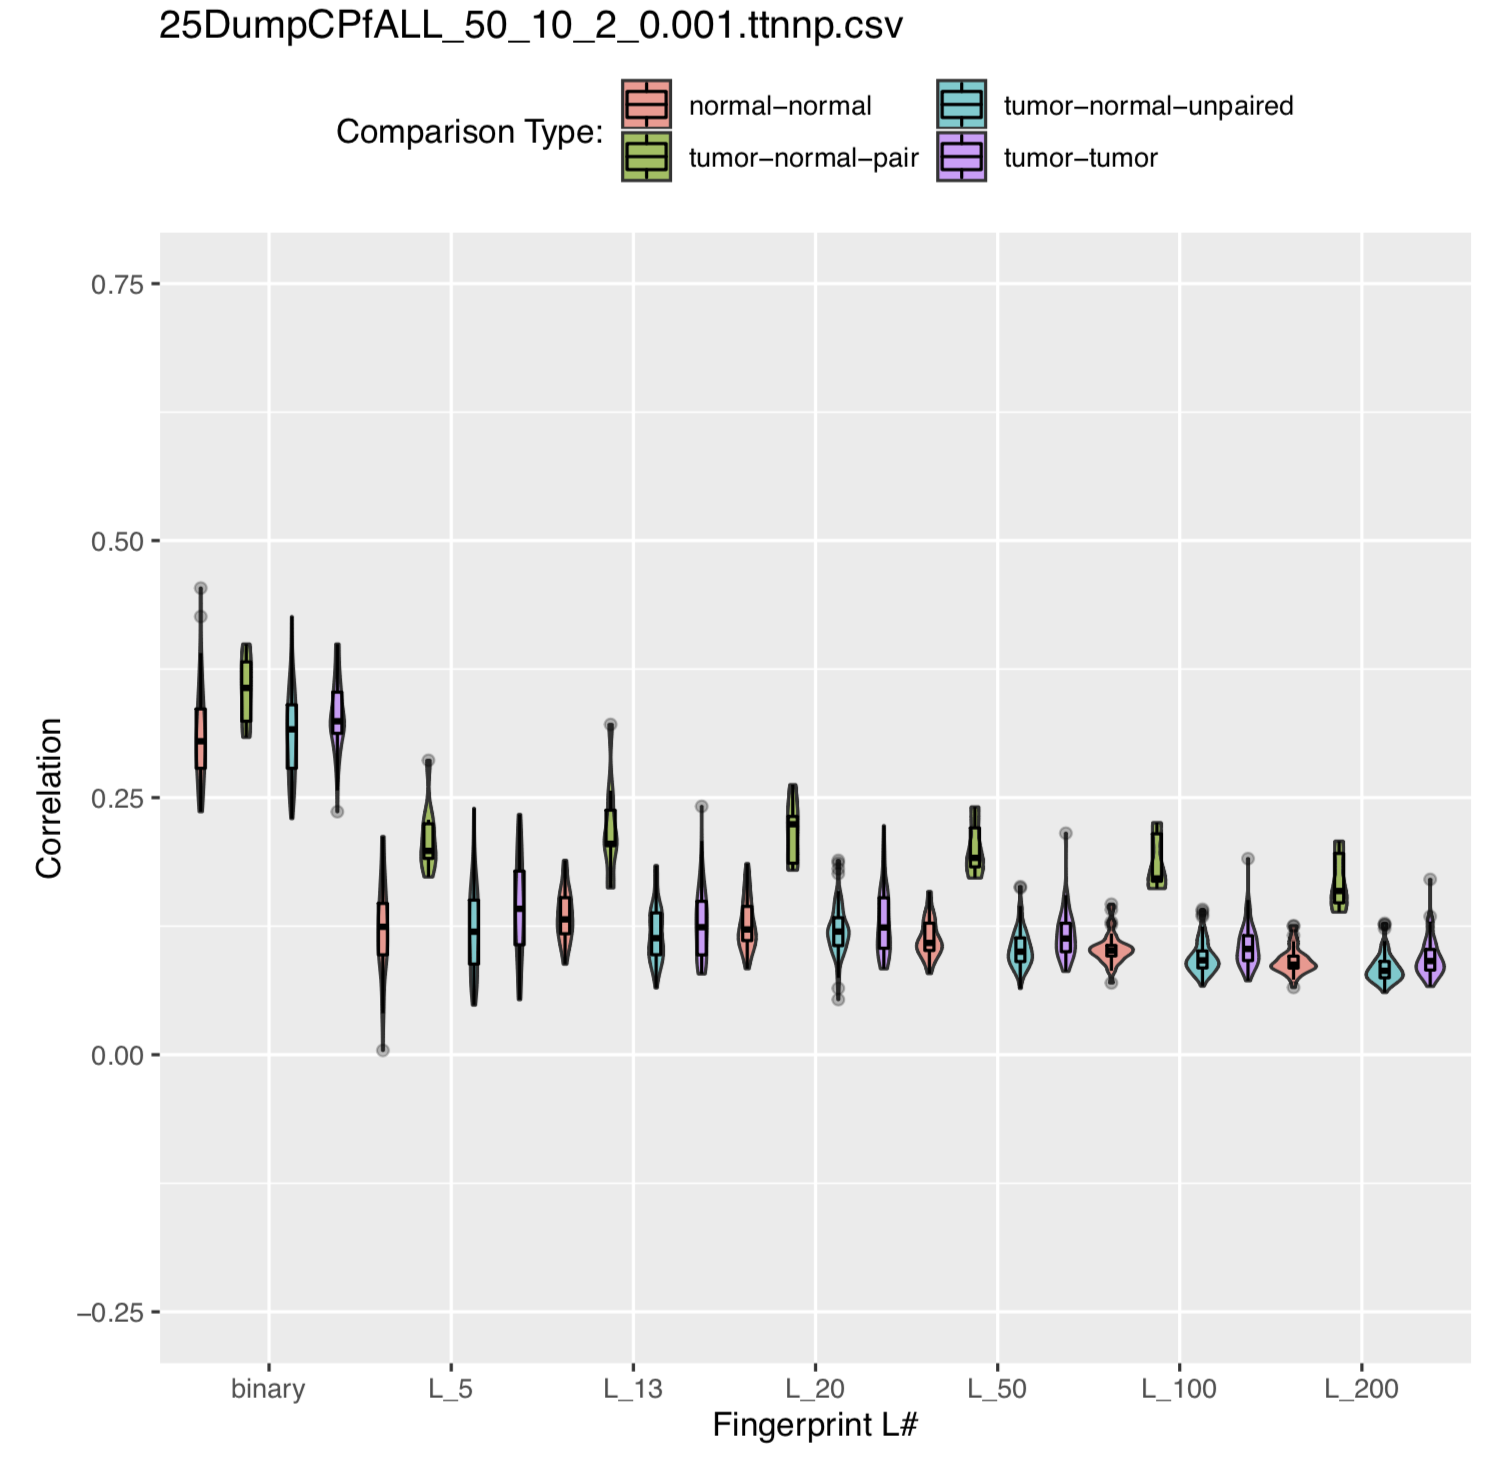 25DumpCPfALL_50_10_2_0.001.ttnnp.csv
Comparison Type:
normal−normal
tumor−normal−pair
tumor−normal−unpaired
tumor−tumor
Correlation
0.75
0.50
0.25
0.00
−0.25
binary L_5 L_13 L_20 L_50 L_100 L_200
Fingerprint L#